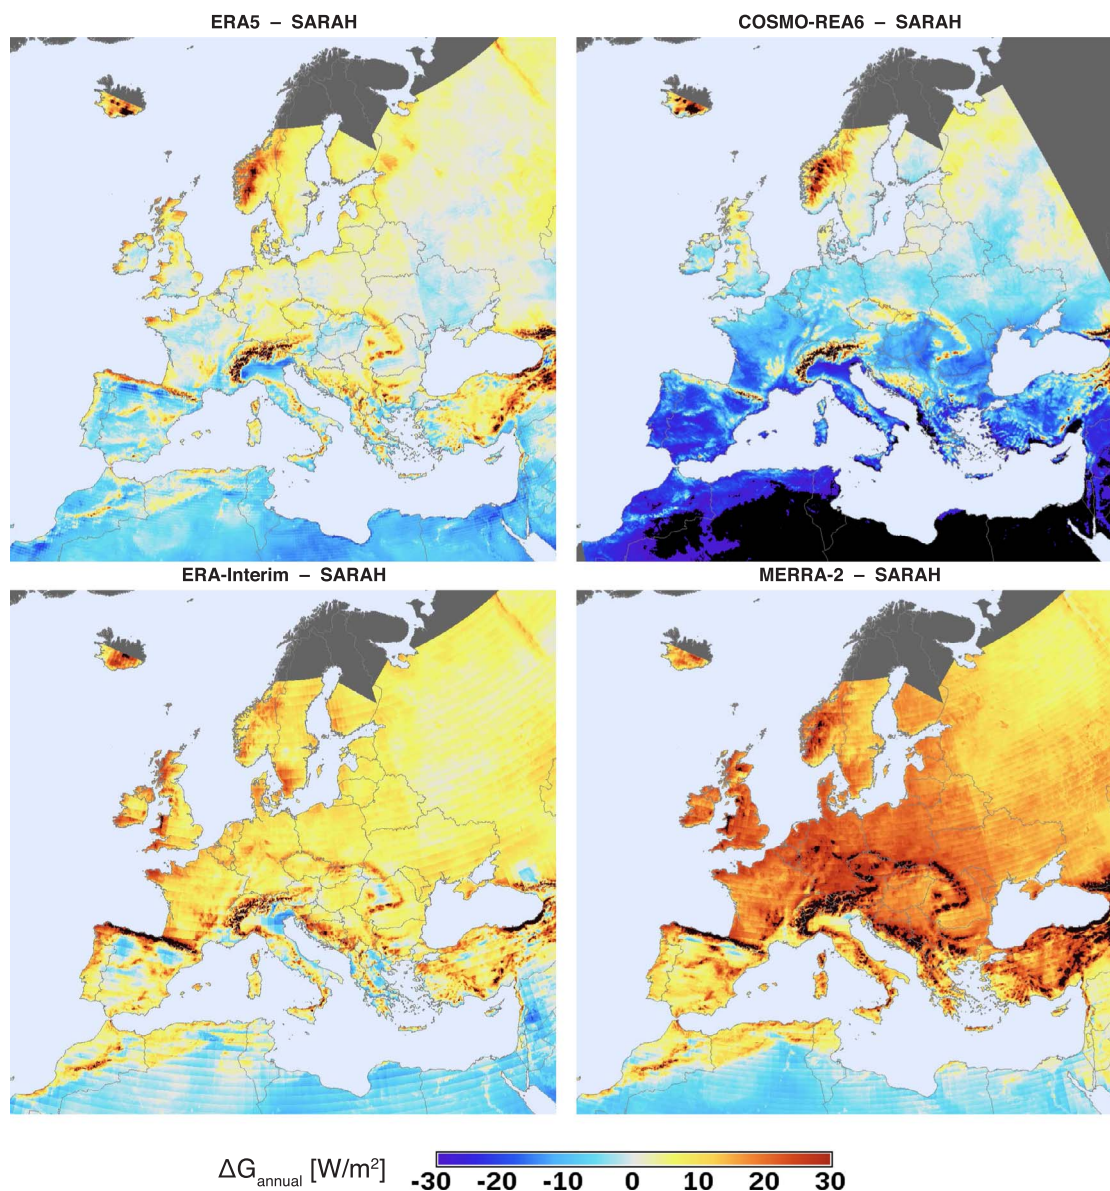 ERA5 – SARAH
COSMO-REA6 – SARAH
ERA-Interim – SARAH
MERRA-2 – SARAH
ΔGannual [W/m²]
-30 -20 -10 0 10 20 30